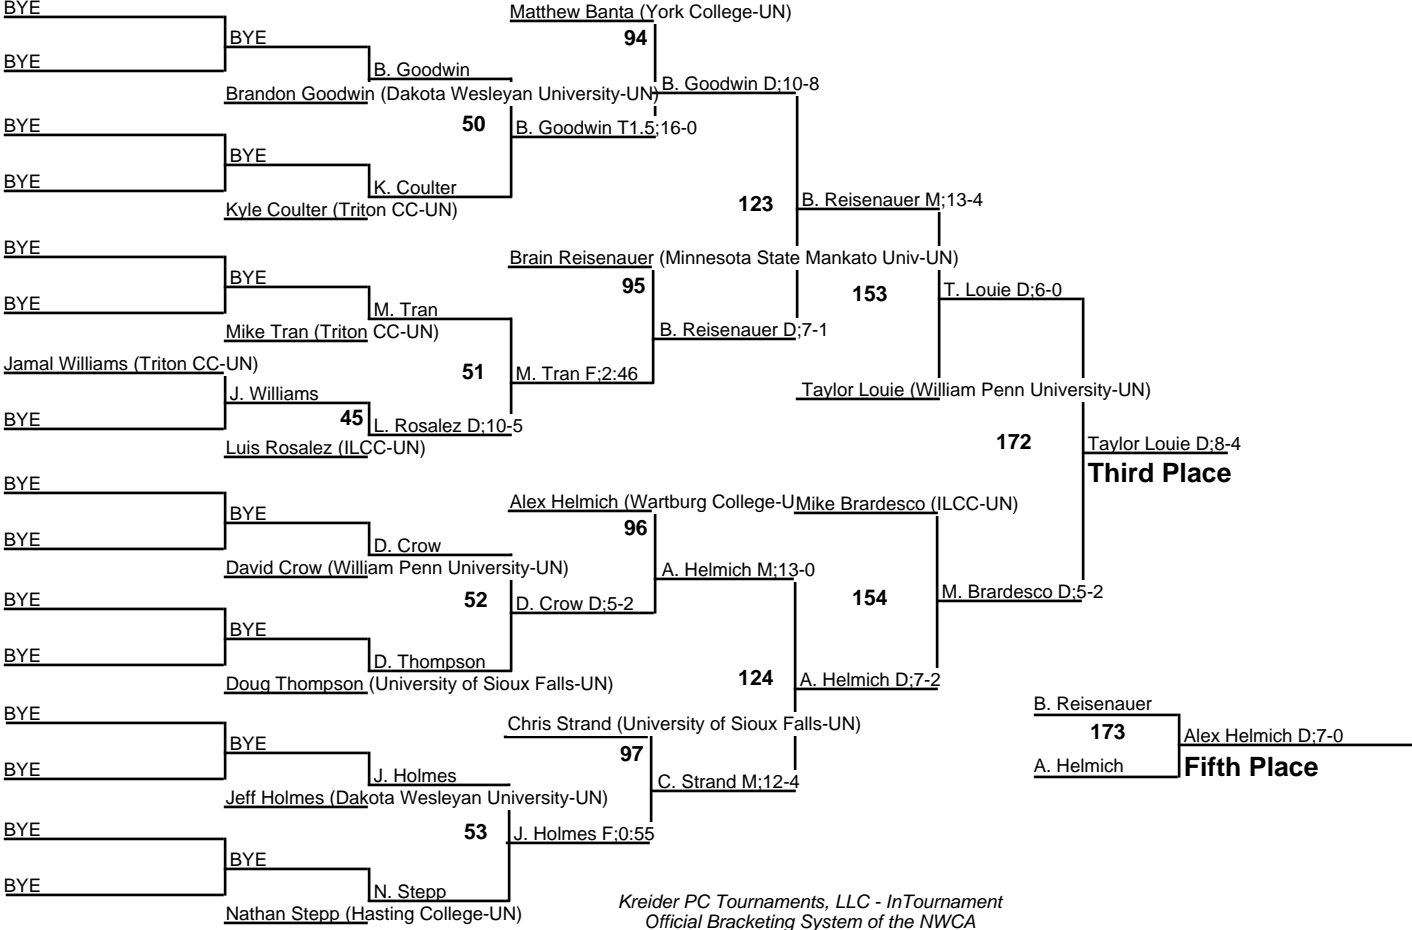 BYE
Matthew Banta (York College-UN)
BYE
94
BYE
B. Goodwin
B. Goodwin D;10-8
Brandon Goodwin (Dakota Wesleyan University-UN)
BYE
50
B. Goodwin T1.5;16-0
BYE
BYE
K. Coulter
B. Reisenauer M;13-4
123
Kyle Coulter (Triton CC-UN)
BYE
Brain Reisenauer (Minnesota State Mankato Univ-UN)
BYE
95
153
T. Louie D;6-0
BYE
M. Tran
Mike Tran (Triton CC-UN)
B. Reisenauer D;7-1
Jamal Williams (Triton CC-UN)
51
M. Tran F;2:46
J. Williams
Taylor Louie (William Penn University-UN)
BYE
45
L. Rosalez D;10-5
Luis Rosalez (ILCC-UN)
172
Taylor Louie D;8-4
Third Place
BYE
Alex Helmich (Wartburg College-U
Mike Brardesco (ILCC-UN)
BYE
96
BYE
D. Crow
David Crow (William Penn University-UN)
A. Helmich M;13-0
BYE
52
D. Crow D;5-2
154
M. Brardesco D;5-2
BYE
BYE
D. Thompson
Doug Thompson (University of Sioux Falls-UN)
124
A. Helmich D;7-2
BYE
Chris Strand (University of Sioux Falls-UN)
B. Reisenauer
BYE
97
173
Alex Helmich D;7-0
BYE
J. Holmes
C. Strand M;12-4
A. Helmich
Fifth Place
Jeff Holmes (Dakota Wesleyan University-UN)
BYE
53
J. Holmes F;0:55
BYE
BYE
N. Stepp
Nathan Stepp (Hasting College-UN)
Kreider PC Tournaments, LLC - InTournament
Official Bracketing System of the NWCA